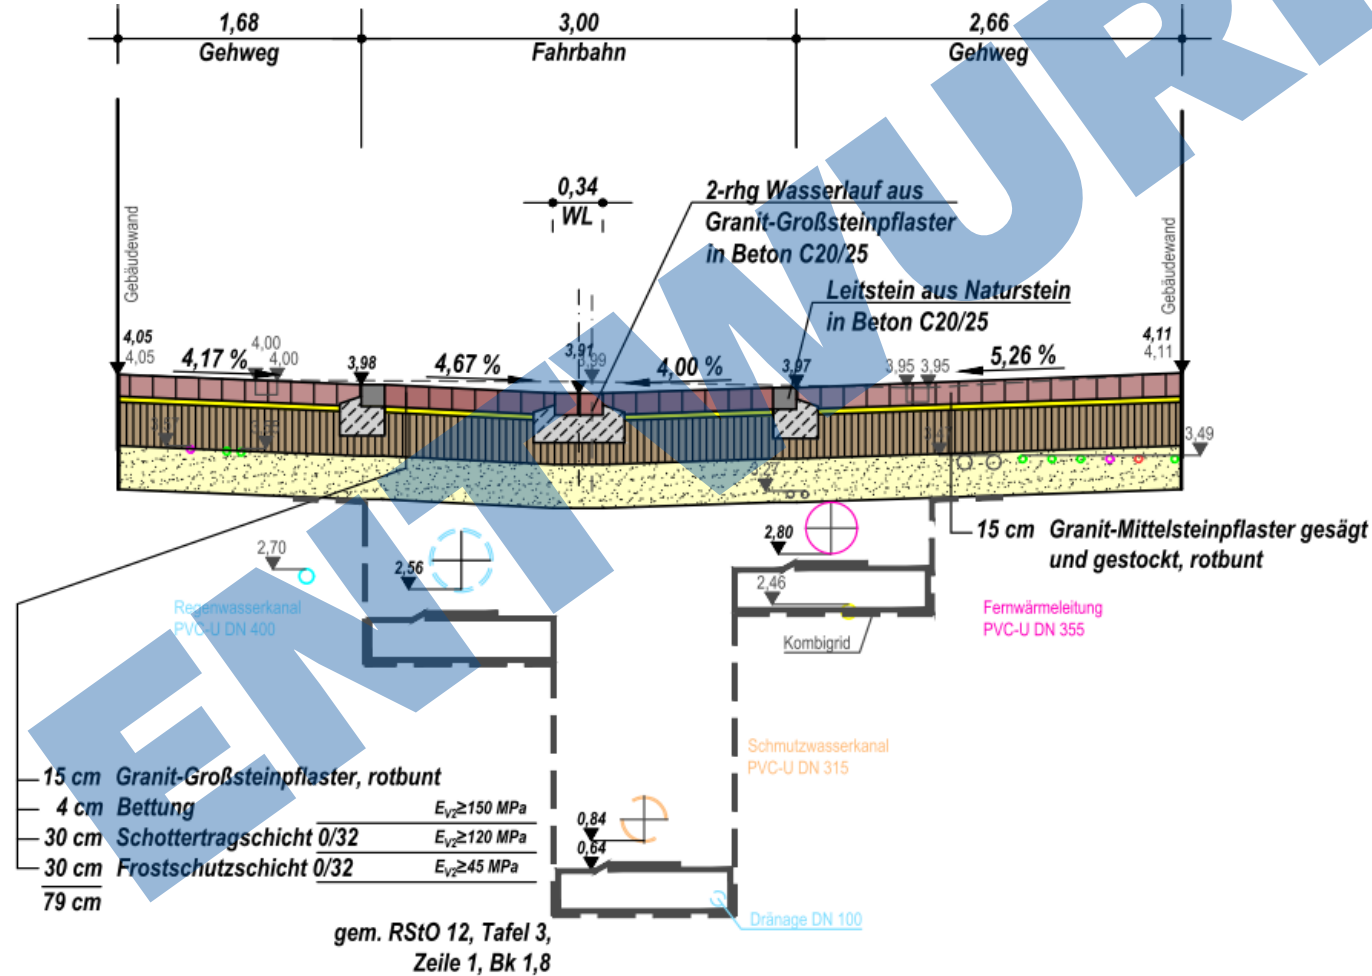 1,68
Gehweg
3,00
Fahrbahn
2,66
Gehweg
ENTWURF
0,34
WL
2-rhg Wasserlauf aus
Granit-Großsteinpflaster
in Beton C20/25
Leitstein aus Naturstein
in Beton C20/25
Gebäudewand
Gebäudewand
4,05
4,05
4,17 %
4,00
4,00
3,98
4,67 %
3,91
3,99
4,00 %
3,97
3,95
3,95
5,26 %
4,11
4,11
3,49
15 cm Granit-Mittelsteinpflaster gesägt
und gestockt, rotbunt
2,70
2,56
2,80
2,46
Regenwasserkanal
PVC-U DN 400
Fernwärmeleitung
PVC-U DN 355
Kombigrid
Schmutzwasserkanal
PVC-U DN 315
0,84
0,64
15 cm Granit-Großsteinpflaster, rotbunt
4 cm Bettung EV2≥150 MPa
30 cm Schottertragschicht 0/32 EV2≥120 MPa
30 cm Frostschutzschicht 0/32 EV2≥45 MPa
79 cm
Dränage DN 100
gem. RStO 12, Tafel 3,
Zeile 1, Bk 1,8